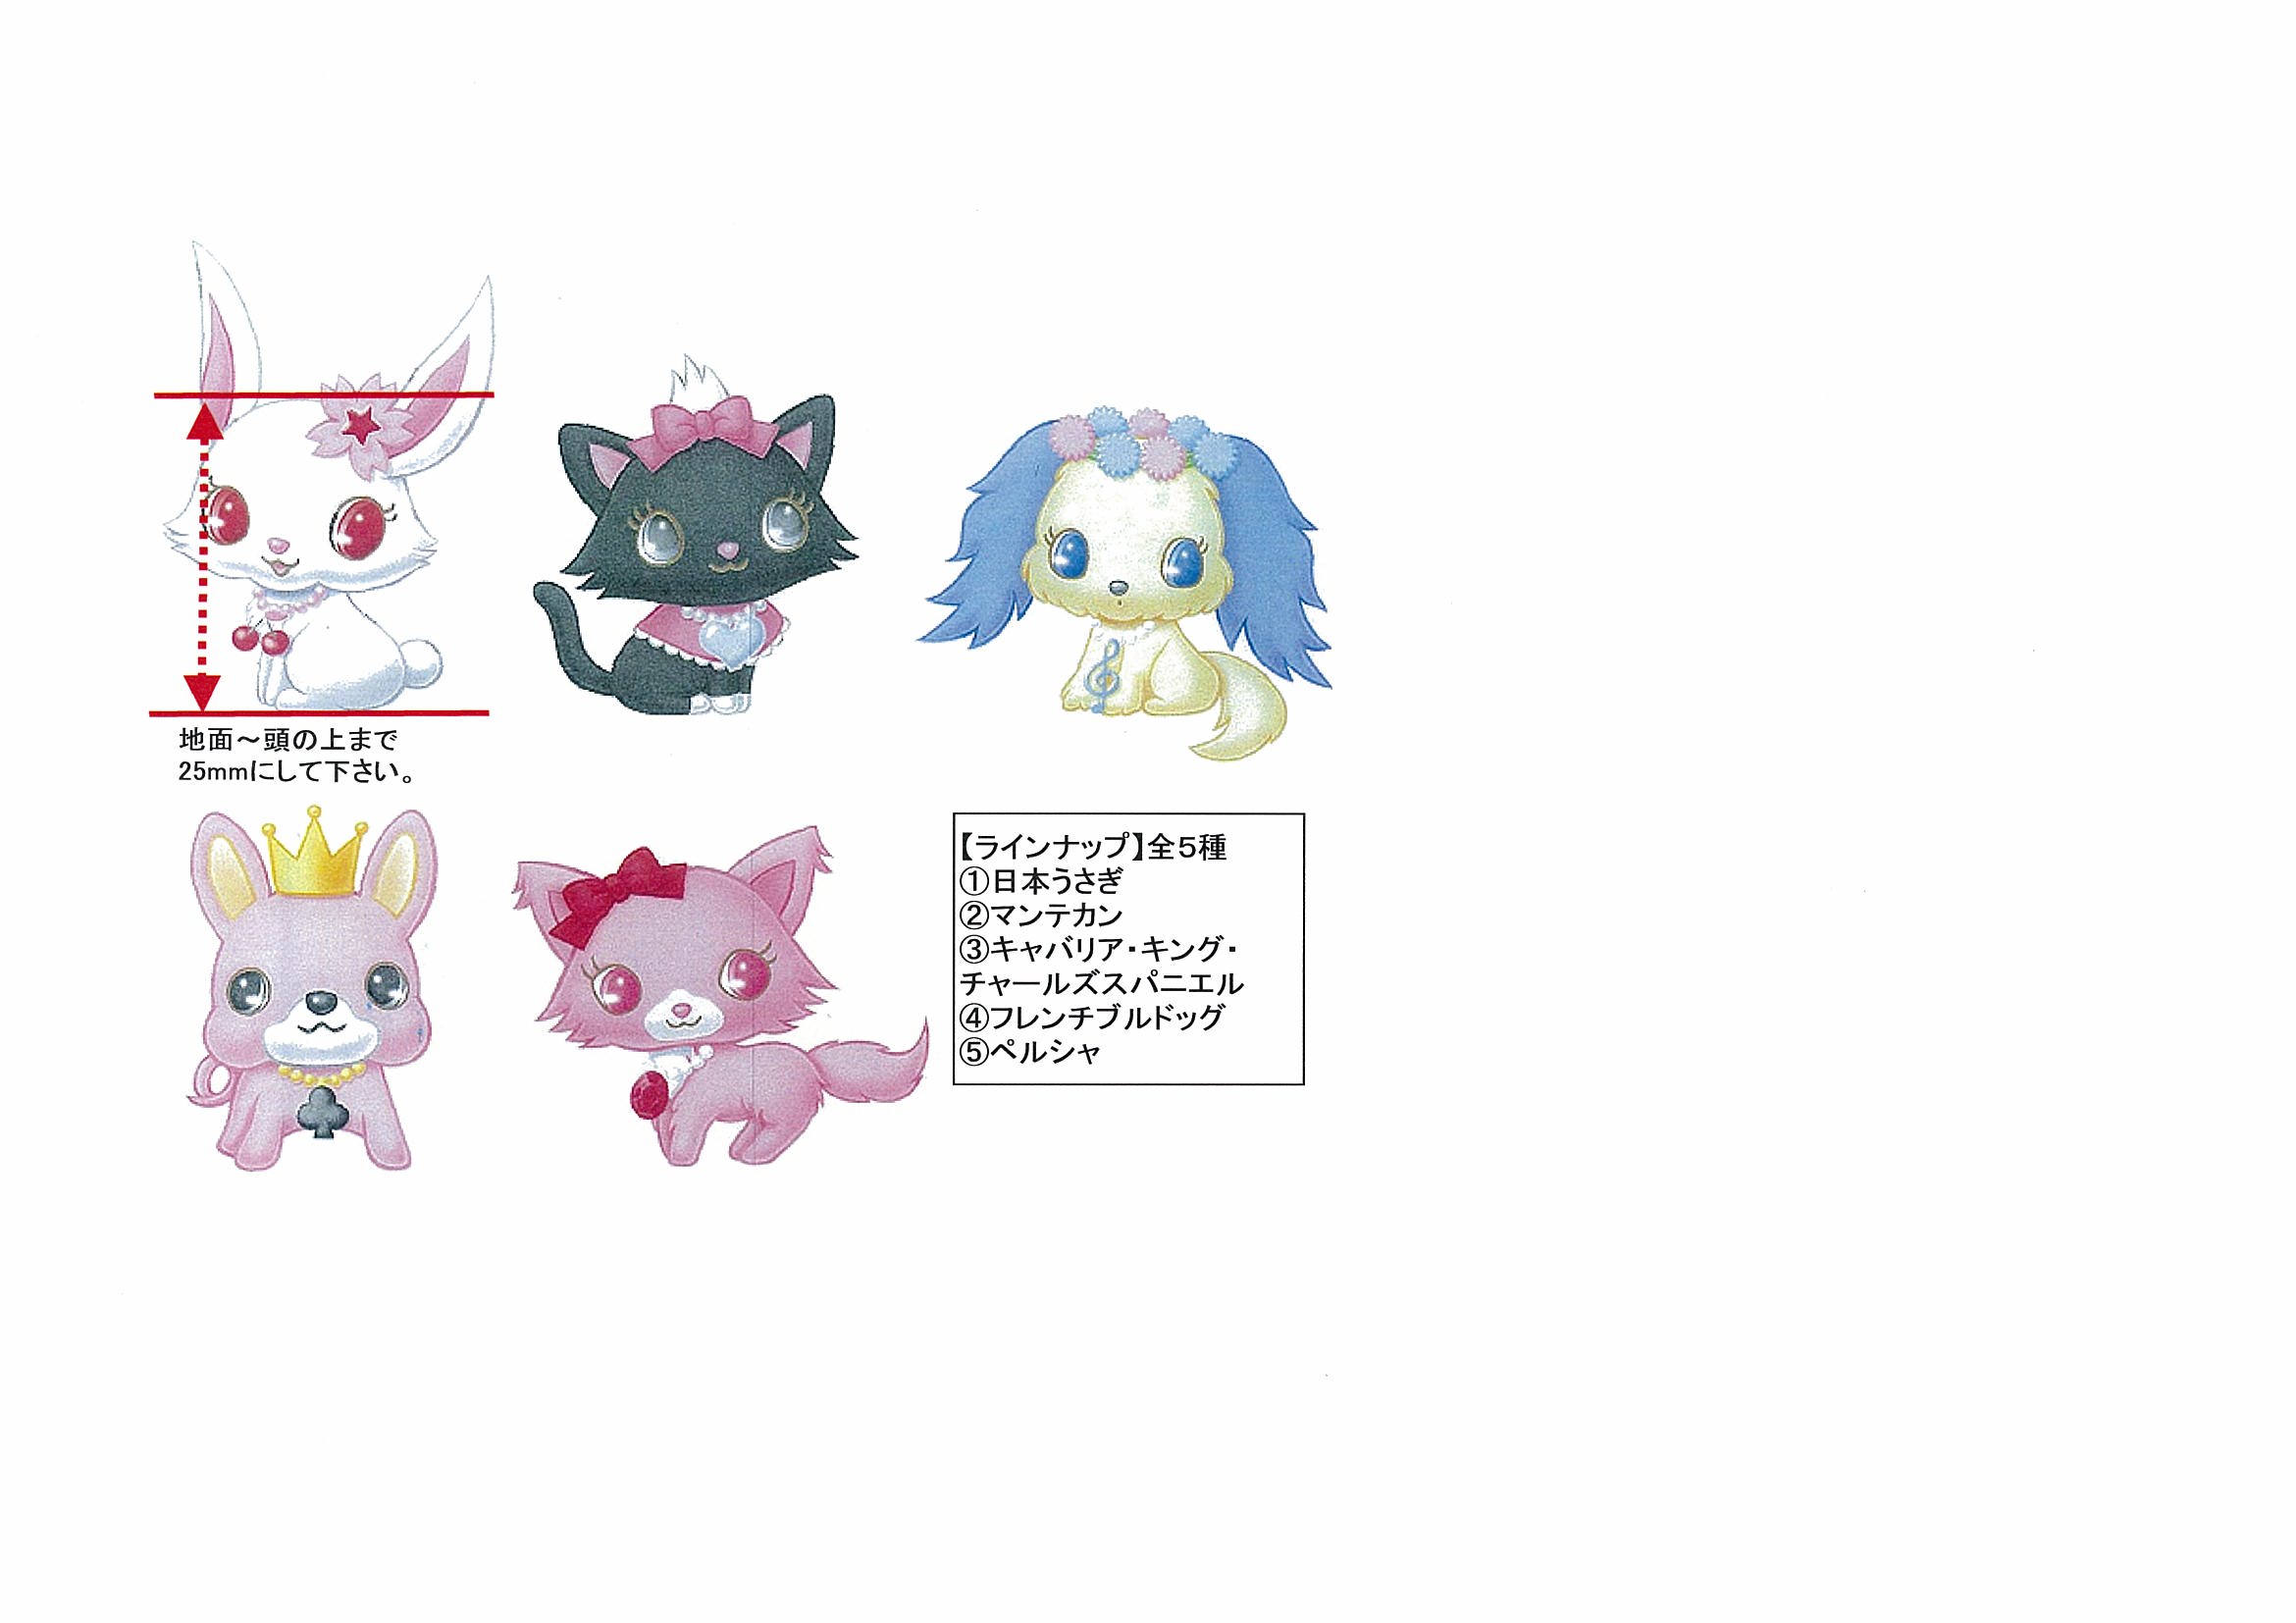 地面～頭の上まで
25mmにして下さい。
【ラインナップ】全5種
①日本うさぎ
②マンテカン
③キャバリア・キング・
チャールズスパニエル
④フレンチブルドッグ
⑤ペルシャ